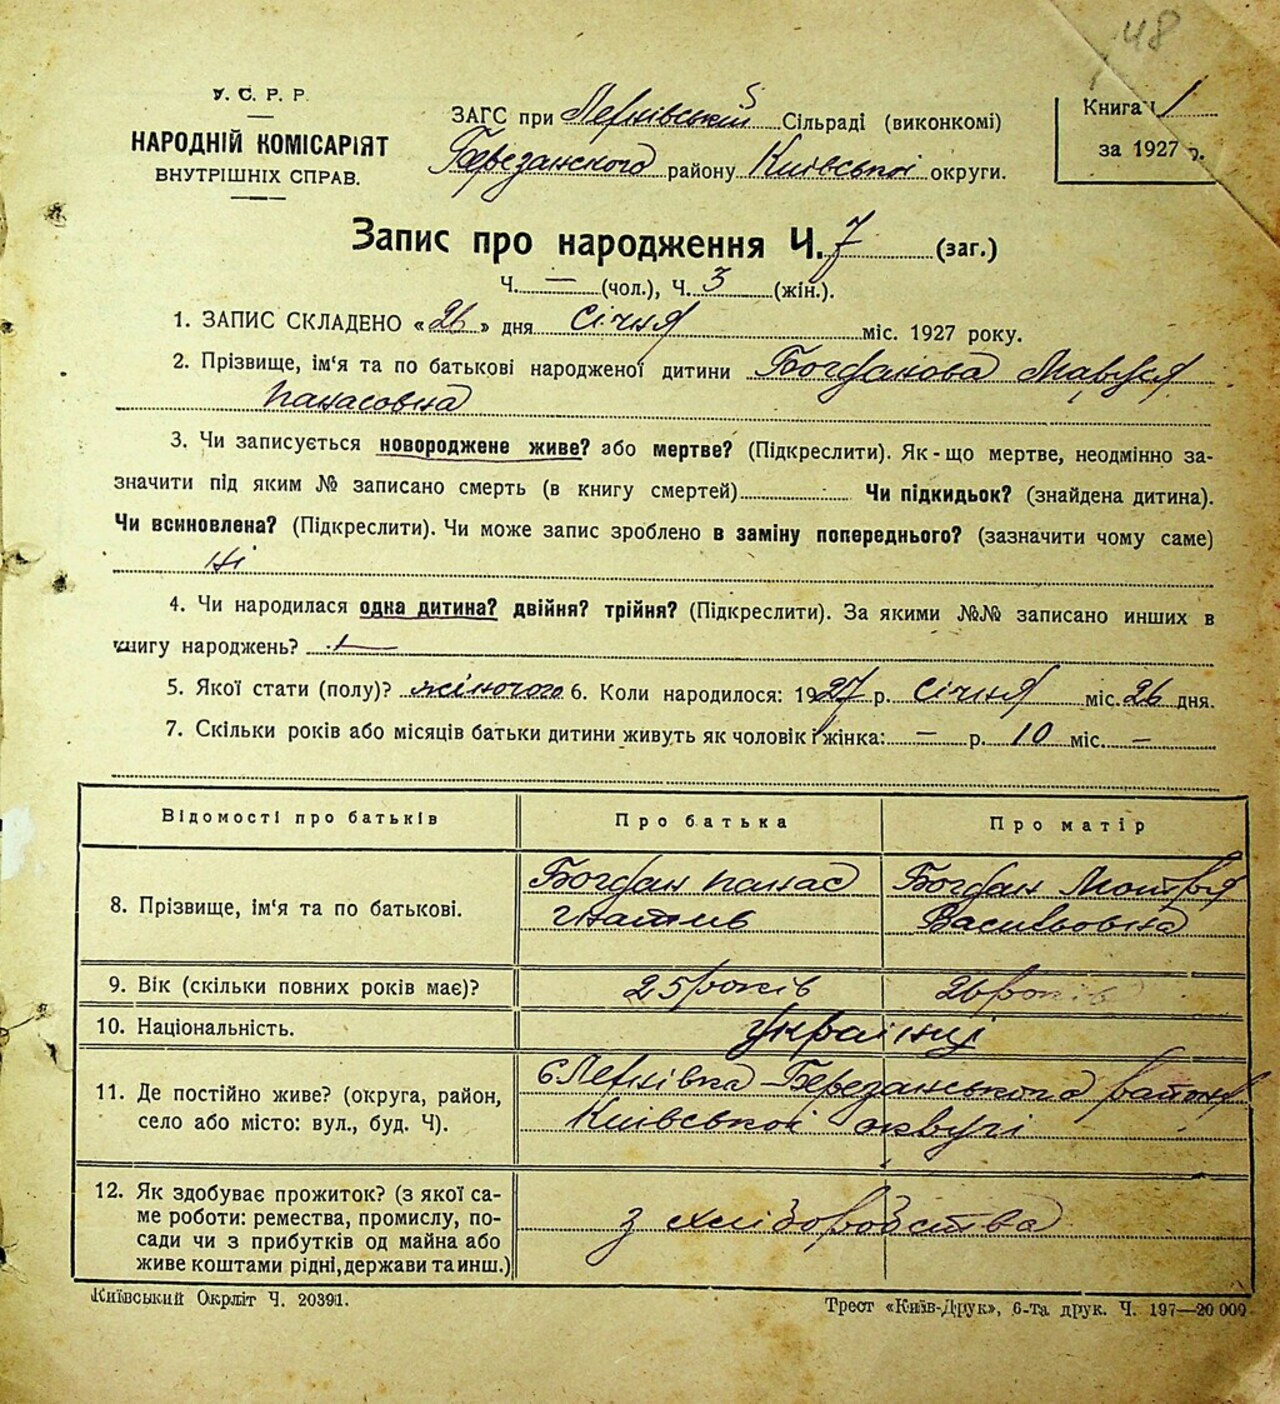 48
У. С. Р. Р.
НАРОДНІЙ КОМІСАРІЯТ
ВНУТРІШНІХ СПРАВ.
ЗАГС при Лехнівський Сільраді (виконкомі)
Березанского району Київської округи.
Книга ч 1
за 1927 р.
Запис про народження Ч. 7 (заг.)
Ч. — (чол.), Ч. 3 (жін.).
1. ЗАПИС СКЛАДЕНО «26» дня Січня міс. 1927 року.
2. Прізвище, ім'я та по батькові народженої дитини Богданова Маруся
Панасовна
3. Чи записується новороджене живе? або мертве? (Підкреслити). Як-що мертве, неодмінно за-
значити під яким № записано смерть (в книгу смертей) Чи підкидьок? (знайдена дитина).
Чи всиновлена? (Підкреслити). Чи може запис зроблено в заміну попереднього? (зазначити чому саме)
Ні
4. Чи народилася одна дитина? двійня? трійня? (Підкреслити). За якими №№ записано инших в
книгу народжень? —
5. Якої стати (полу)? жіночого 6. Коли народилося: 1927 р. Січня міс. 26 дня.
7. Скільки років або місяців батьки дитини живуть як чоловік і жінка: — р. 10 міс. —
Відомості про батьків Про батька Про матір
8. Прізвище, ім'я та по батькові. Богдан Панас Богдан Мотря
Гнатив Васильовна
9. Вік (скільки повних років має)? 25 років 26 років
10. Національність. Українці
11. Де постійно живе? (округа, район, с Лехнівка Березанського району
село або місто: вул., буд. Ч). Київської округі
12. Як здобуває прожиток? (з якої са-
ме роботи: ремества, промислу, по- з хліборобства
сади чи з прибутків од майна або
живе коштами рідні, держави та инш.)
Київський Окрліт Ч. 20391.
Трест «Київ-Друк», 6-та друк. Ч. 197—20 000